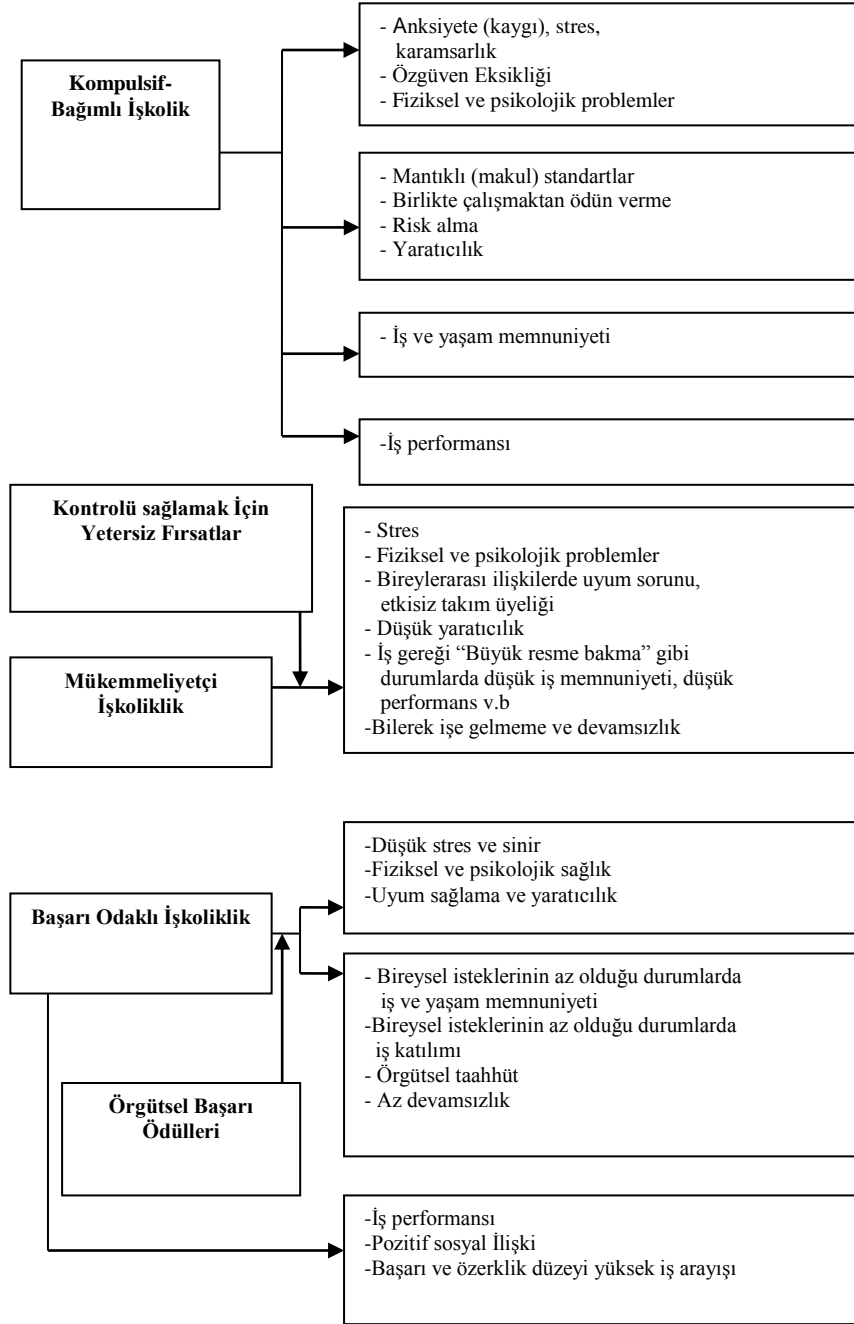 Kompulsif-
Bağımlı İşkolik
- Anksiyete (kaygı), stres,
karamsarlık
- Özgüven Eksikliği
- Fiziksel ve psikolojik problemler
- Mantıklı (makul) standartlar
- Birlikte çalışmaktan ödün verme
- Risk alma
- Yaratıcılık
- İş ve yaşam memnuniyeti
-İş performansı
Kontrolü sağlamak İçin
Yetersiz Fırsatlar
Mükemmeliyetçi
İşkoliklik
- Stres
- Fiziksel ve psikolojik problemler
- Bireylerarası ilişkilerde uyum sorunu,
etkisiz takım üyeliği
- Düşük yaratıcılık
- İş gereği “Büyük resme bakma” gibi
durumlarda düşük iş memnuniyeti, düşük
performans v.b
-Bilerek işe gelmeme ve devamsızlık
Başarı Odaklı İşkoliklik
-Düşük stres ve sinir
-Fiziksel ve psikolojik sağlık
-Uyum sağlama ve yaratıcılık
- Bireysel isteklerinin az olduğu durumlarda
iş ve yaşam memnuniyeti
-Bireysel isteklerinin az olduğu durumlarda
iş katılımı
- Örgütsel taahhüt
- Az devamsızlık
Örgütsel Başarı
Ödülleri
-İş performansı
-Pozitif sosyal İlişki
-Başarı ve özerklik düzeyi yüksek iş arayışı